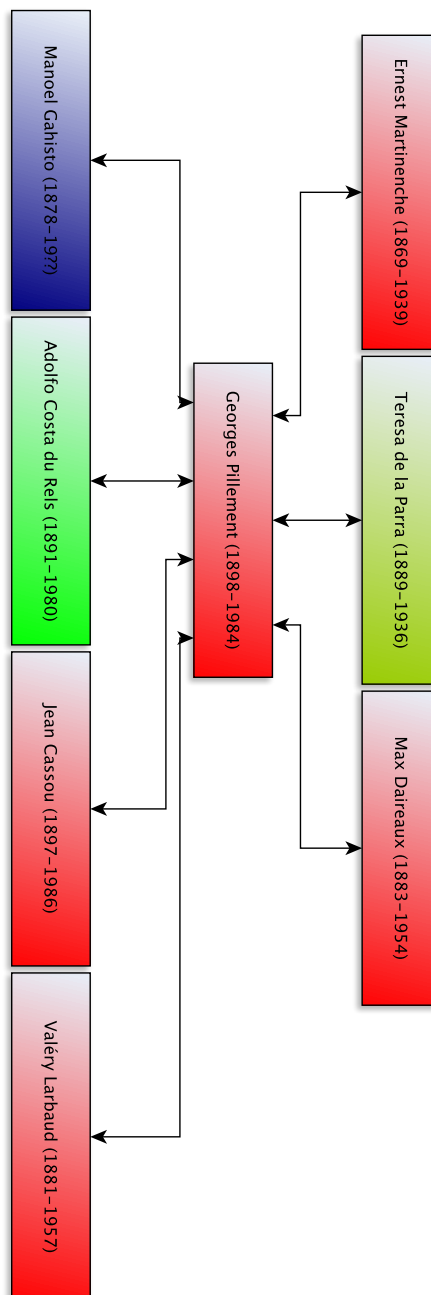 Ernest Martinenche (1869-1939)
Teresa de la Parra (1889-1936)
Max Daireaux (1883-1954)
Georges Pillement (1898-1984)
Manoel Gahisto (1878-19??)
Adolfo Costa du Rels (1891-1980)
Jean Cassou (1897-1986)
Valéry Larbaud (1881-1957)